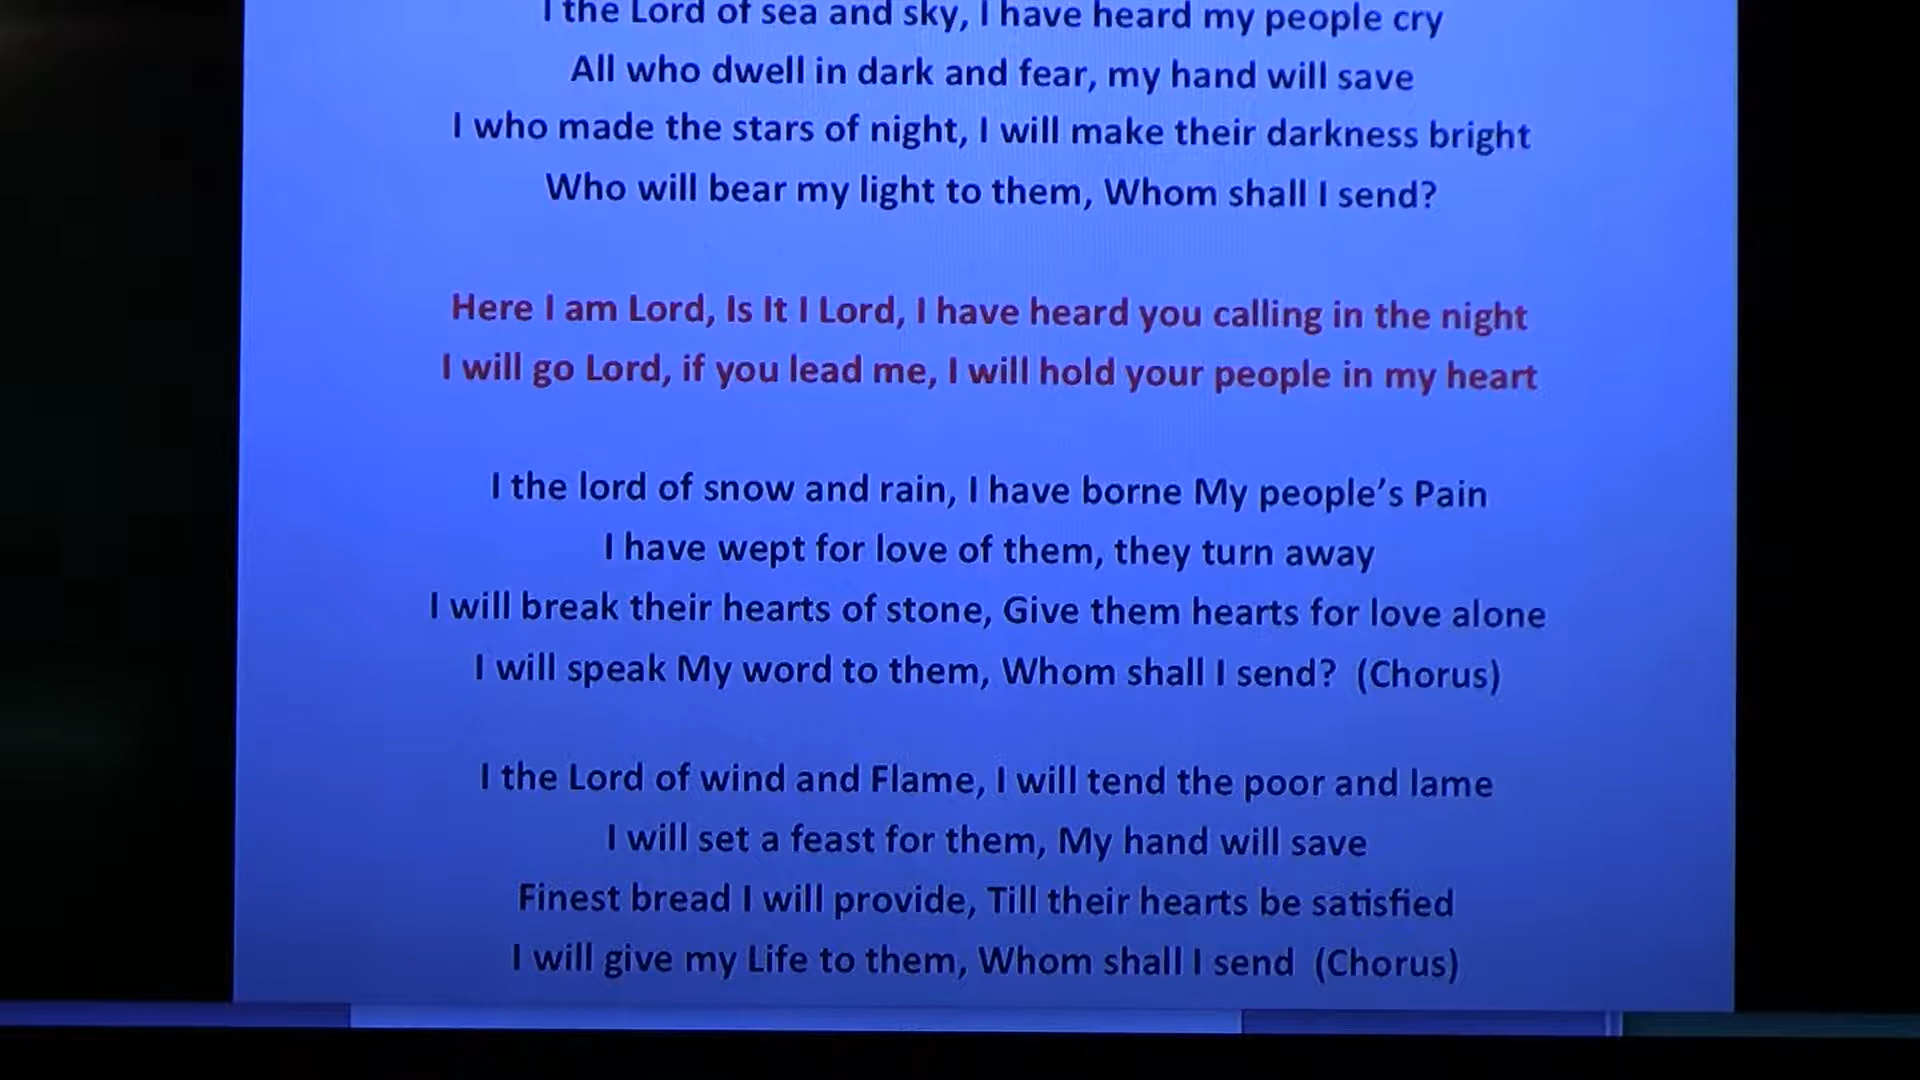 I the Lord of sea and sky, I have heard my people cry
All who dwell in dark and fear, my hand will save
I who made the stars of night, I will make their darkness bright
Who will bear my light to them, Whom shall I send?
Here I am Lord, Is It I Lord, I have heard you calling in the night
I will go Lord, if you lead me, I will hold your people in my heart
I the lord of snow and rain, I have borne My people’s Pain
I have wept for love of them, they turn away
I will break their hearts of stone, Give them hearts for love alone
I will speak My word to them, Whom shall I send?  (Chorus)
I the Lord of wind and Flame, I will tend the poor and lame
I will set a feast for them, My hand will save
Finest bread I will provide, Till their hearts be satisfied
I will give my Life to them, Whom shall I send  (Chorus)